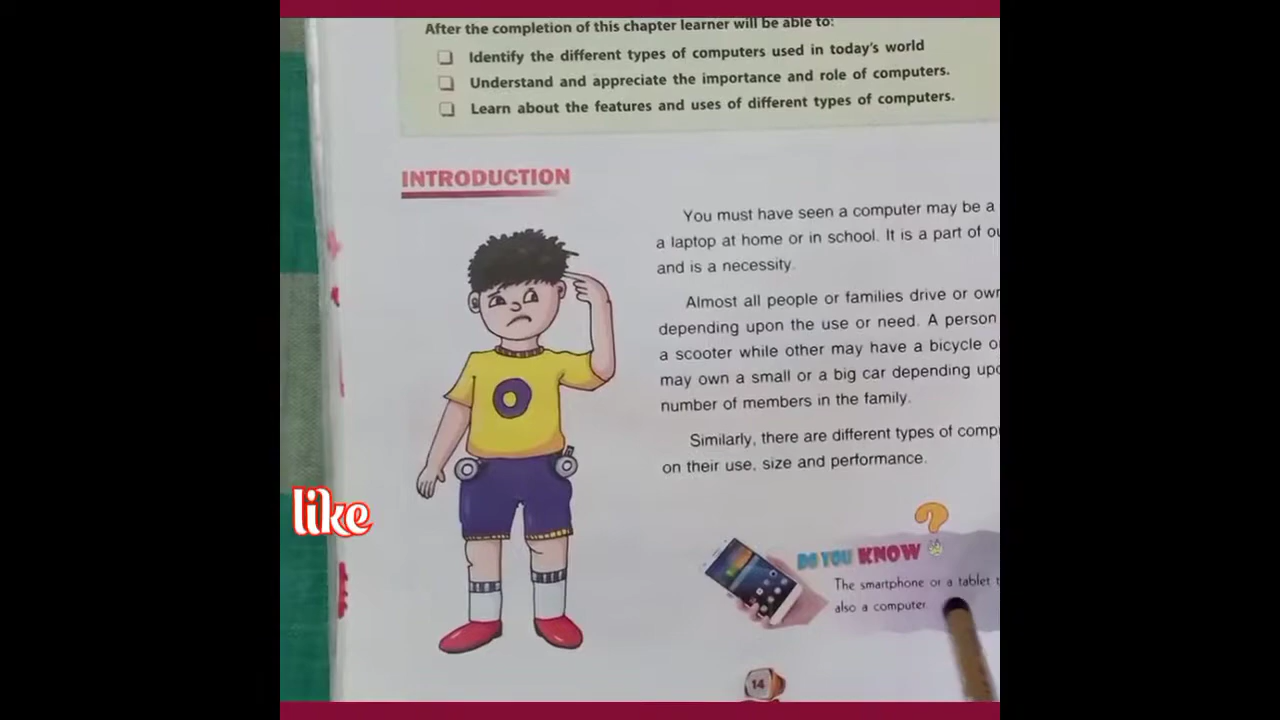 After the completion of this chapter learner will be able to:
Identify the different types of computers used in today's world
Understand and appreciate the importance and role of computers.
Learn about the features and uses of different types of computers.
INTRODUCTION
You must have seen a computer may be a
a laptop at home or in school. It is a part of
and is a necessity.
Almost all people or families drive or own
depending upon the use or need. A person
a scooter while other may have a bicycle
may own a small or a big car depending
number of members in the family.
Similarly, there are different types of
on their use, size and performance.
like
?
DO YOU KNOW
The smartphone or a tablet
also a computer
14